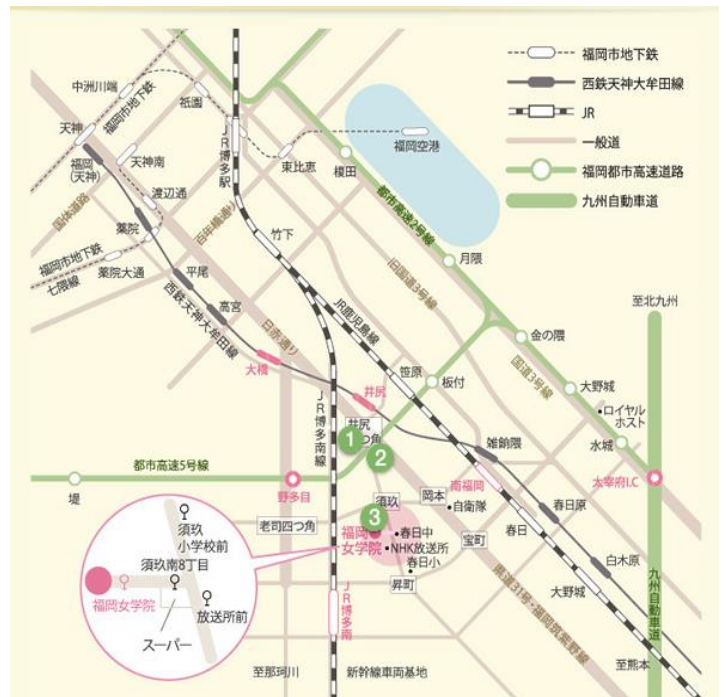 福岡市地下鉄
西鉄天神大牟田線
JR
一般道
福岡都市高速道路
九州自動車道
中洲川端
福岡市地下鉄
祇園
天神
福岡
(天神)
天神南
JR博多駅
東比恵
福岡空港
榎田
渡辺通
国体道路
百年橋通り
薬院
都市高速2号線
竹下
月隈
福岡市地下鉄
七隈線
薬院大通
平尾
旧国道3号線
高宮
西鉄天神大牟田線
日赤通り
JR鹿児島線
至北九州
金の隈
国道3号線
大橋
笹原
板付
大野城
井尻
ロイヤル
ホスト
JR博多南線
井尻
つ角
1
2
雑餉隈
水城
都市高速5号線
堤
野多目
南福岡
太宰府I.C
須玖
岡本
自衛隊
春日原
老司四つ角
3
福岡
女学院
春日中
NHK放送所
春日小
宝町
春日
昇町
白木原
須玖
小学校前
須玖南8丁目
福岡女学院
放送所前
スーパー
JR博多南
県道31号・福岡筑紫野線
大野城
九州自動車道
至那珂川
新幹線車両基地
至熊本